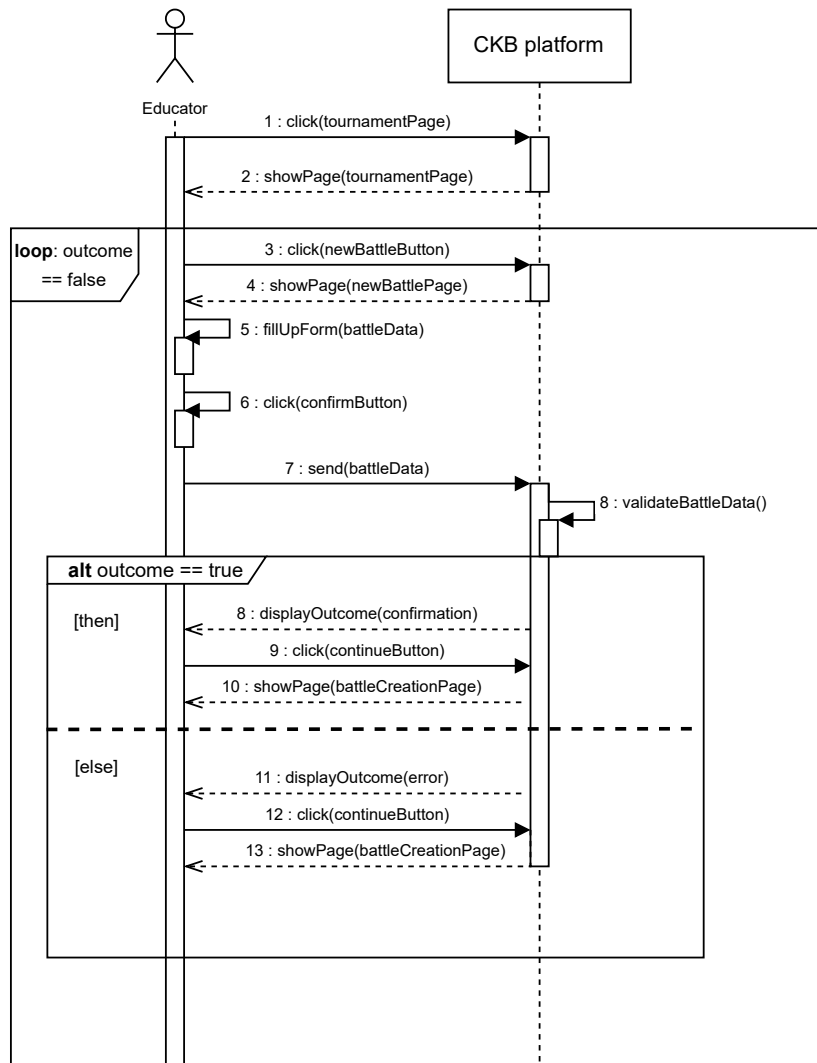 CKB platform
Educator
1 : click(tournamentPage)
2 : showPage(tournamentPage)
loop: outcome
== false
3 : click(newBattleButton)
4 : showPage(newBattlePage)
5 : fillUpForm(battleData)
6 : click(confirmButton)
7 : send(battleData)
8 : validateBattleData()
alt outcome == true
[then]
8 : displayOutcome(confirmation)
9 : click(continueButton)
10 : showPage(battleCreationPage)
[else]
11 : displayOutcome(error)
12 : click(continueButton)
13 : showPage(battleCreationPage)